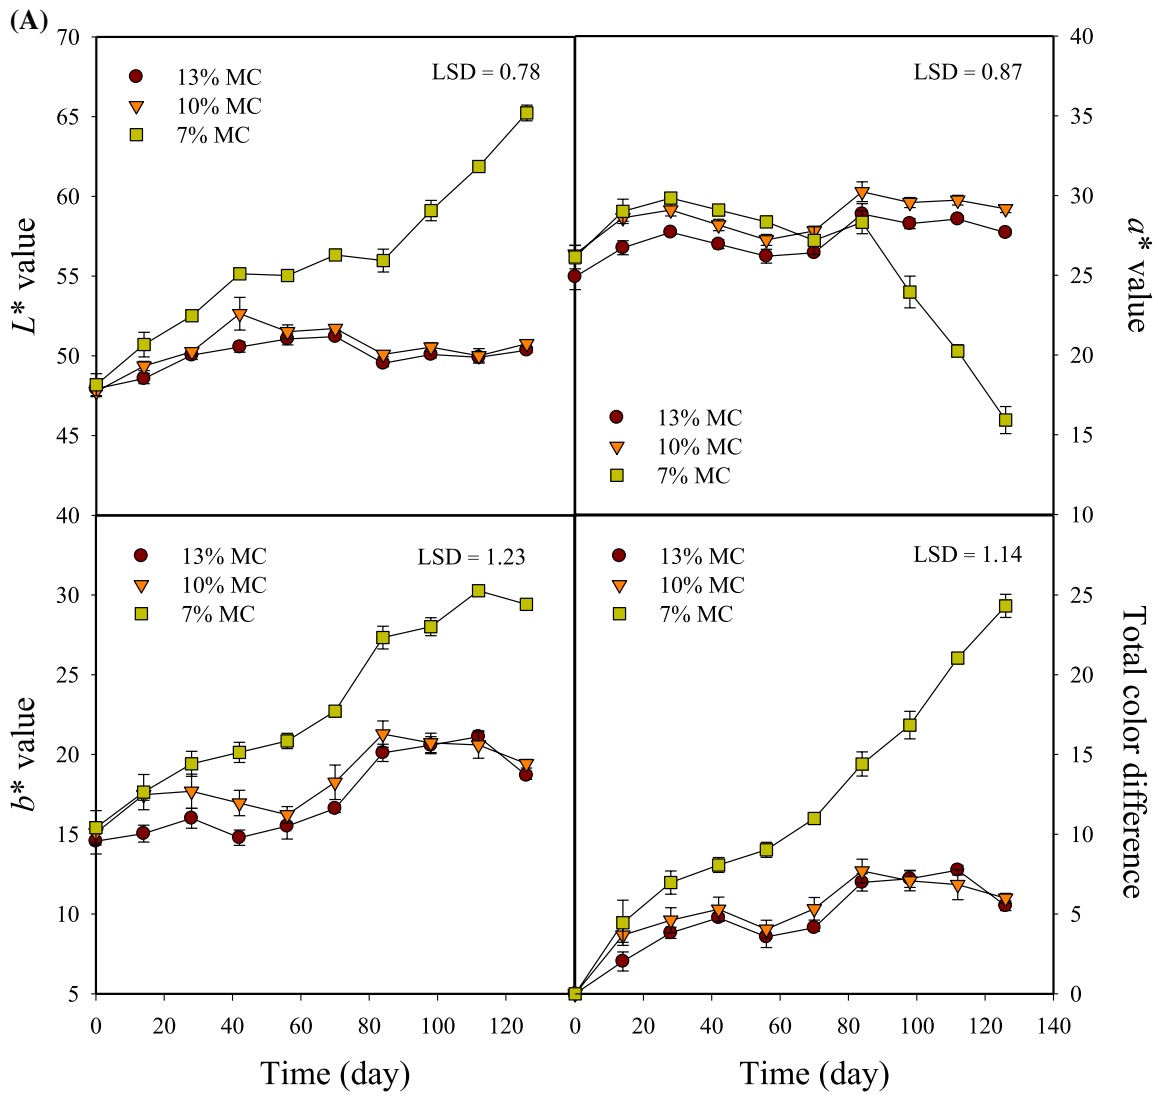 (A)
70
65
60
55
50
45
40
L* value
13% MC
10% MC
7% MC
LSD = 0.78
13% MC
10% MC
7% MC
LSD = 0.87
40
35
30
25
20
15
10
a* value
30
25
20
15
10
5
b* value
13% MC
10% MC
7% MC
LSD = 1.23
13% MC
10% MC
7% MC
LSD = 1.14
25
20
15
10
5
0
Total color difference
0 20 40 60 80 100 120
0 20 40 60 80 100 120 140
Time (day)
Time (day)